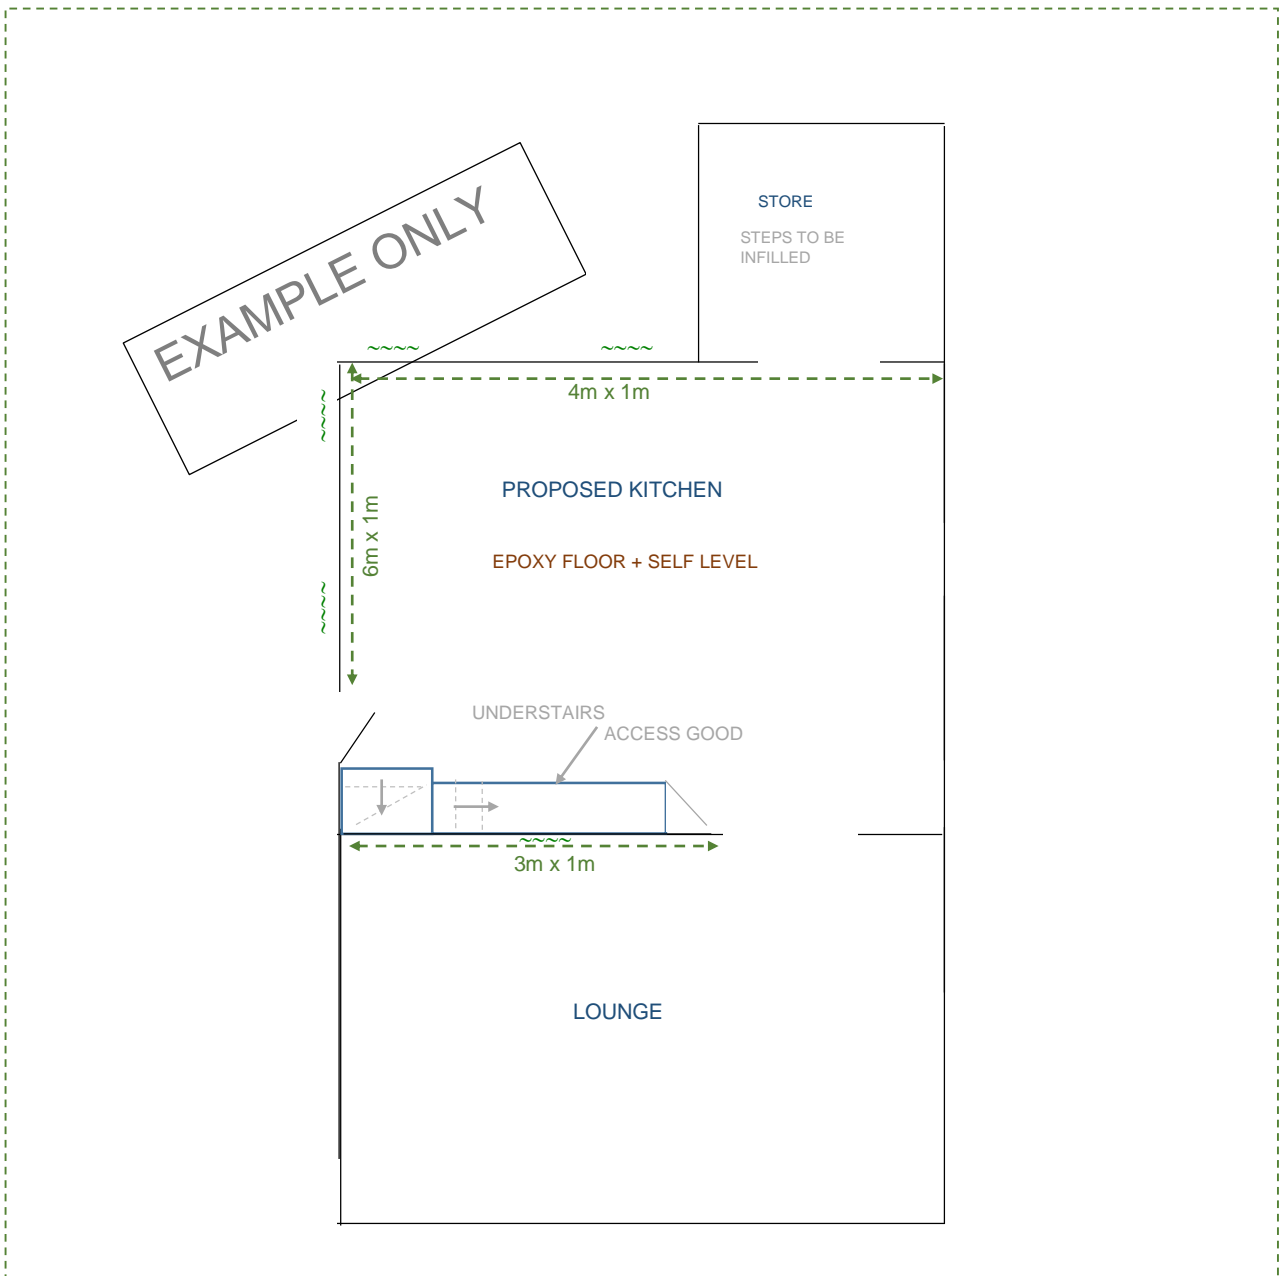 STORE
STEPS TO BE
INFILLED
EXAMPLE ONLY
~~~~ ~~~~
4m x 1m
~~~~
PROPOSED KITCHEN
6m x 1m
EPOXY FLOOR + SELF LEVEL
~~~~
UNDERSTAIRS
ACCESS GOOD
~~~~
3m x 1m
LOUNGE